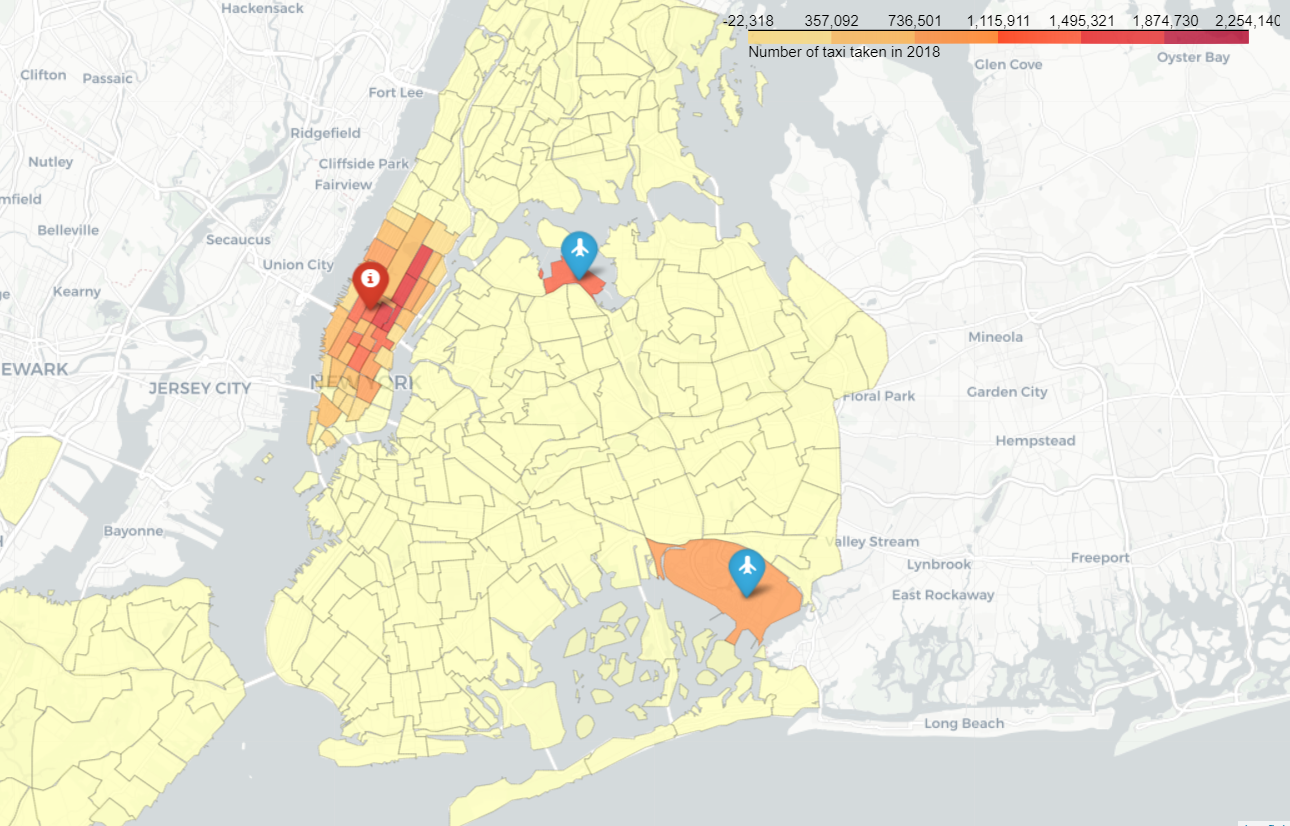 Hackensack
-22,318 357,092 736,501 1,115,911 1,495,321 1,874,730 2,254,140
Number of taxi taken in 2018
Oyster Bay
Glen Cove
Clifton
Passaic
Fort Lee
Ridgefield
Nutley
Cliffside Park
Fairview
mfield
Belleville
Secaucus
Union City
Kearny
Mineola
EWARK
JERSEY CITY
NEW YORK
Floral Park
Garden City
Hempstead
Bayonne
alley Stream
Freeport
Lynbrook
East Rockaway
Long Beach